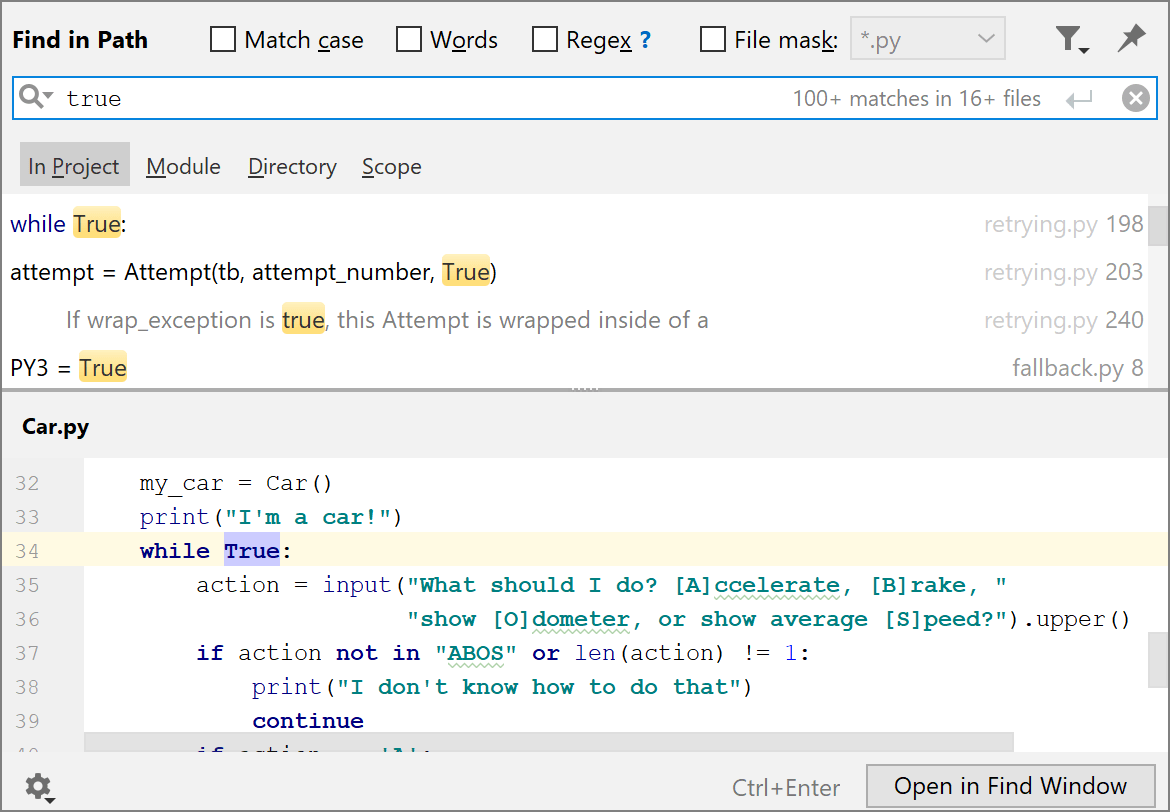 Find in Path Match case Words Regex ? File mask: *.py
true 100+ matches in 16+ files
In Project Module Directory Scope
while True: retrying.py 198
attempt = Attempt(tb, attempt_number, True) retrying.py 203
If wrap_exception is true, this Attempt is wrapped inside of a retrying.py 240
PY3 = True fallback.py 8
Car.py
32 my_car = Car()
33 print("I'm a car!")
34 while True:
35 action = input("What should I do? [A]ccelerate, [B]rake, "
36 "show [O]dometer, or show average [S]peed?").upper()
37 if action not in "ABOS" or len(action) != 1:
38 print("I don't know how to do that")
39 continue
if action
Ctrl+Enter Open in Find Window